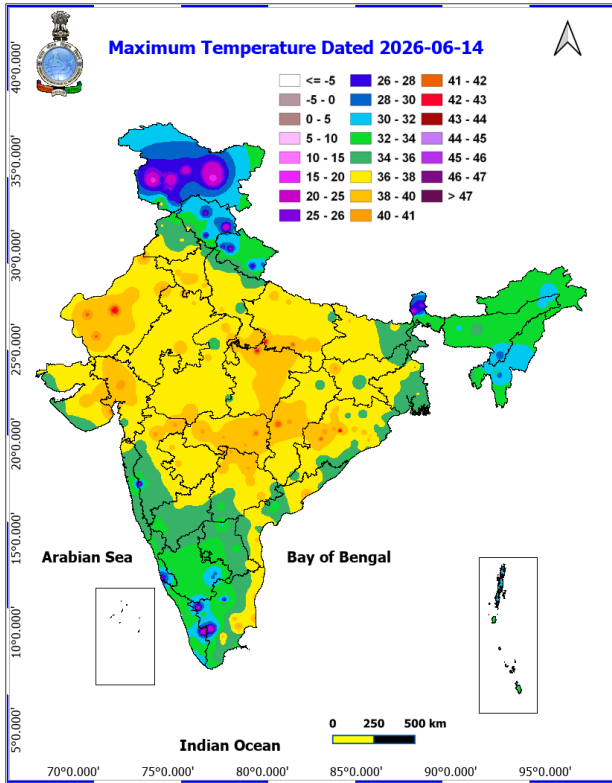 Maximum Temperature Dated 2026-06-14
<= -5
-5 - 0
0 - 5
5 - 10
10 - 15
15 - 20
20 - 25
25 - 26
26 - 28
28 - 30
30 - 32
32 - 34
34 - 36
36 - 38
38 - 40
40 - 41
41 - 42
42 - 43
43 - 44
44 - 45
45 - 46
46 - 47
> 47
40°0.000'
35°0.000'
30°0.000'
25°0.000'
20°0.000'
15°0.000'
10°0.000'
5°0.000'
Arabian Sea
Bay of Bengal
0 250 500 km
Indian Ocean
70°0.000' 75°0.000' 80°0.000' 85°0.000' 90°0.000' 95°0.000'